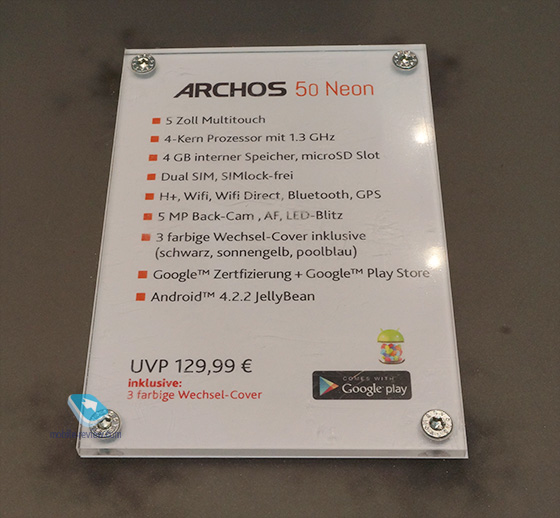 ARCHOS 50 Neon
5 Zoll Multitouch
4-Kern Prozessor mit 1.3 GHz
4 GB interner Speicher, microSD Slot
Dual SIM, SIMlock-frei
H+, Wifi, Wifi Direct, Bluetooth, GPS
5 MP Back-Cam , AF, LED-Blitz
3 farbige Wechsel-Cover inklusive
(schwarz, sonnengelb, poolblau)
Google™ Zertfizierung + Google™ Play Store
Android™ 4.2.2 JellyBean
UVP 129,99 €
inklusive:
3 farbige Wechsel-Cover
COMES WITH
Google play
mobile-review.com